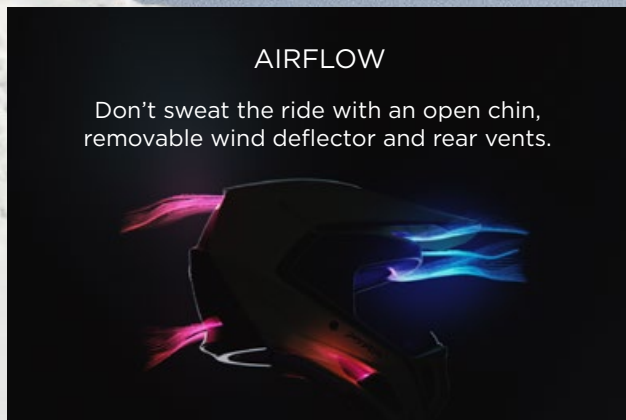 AIRFLOW
Don't sweat the ride with an open chin,
removable wind deflector and rear vents.